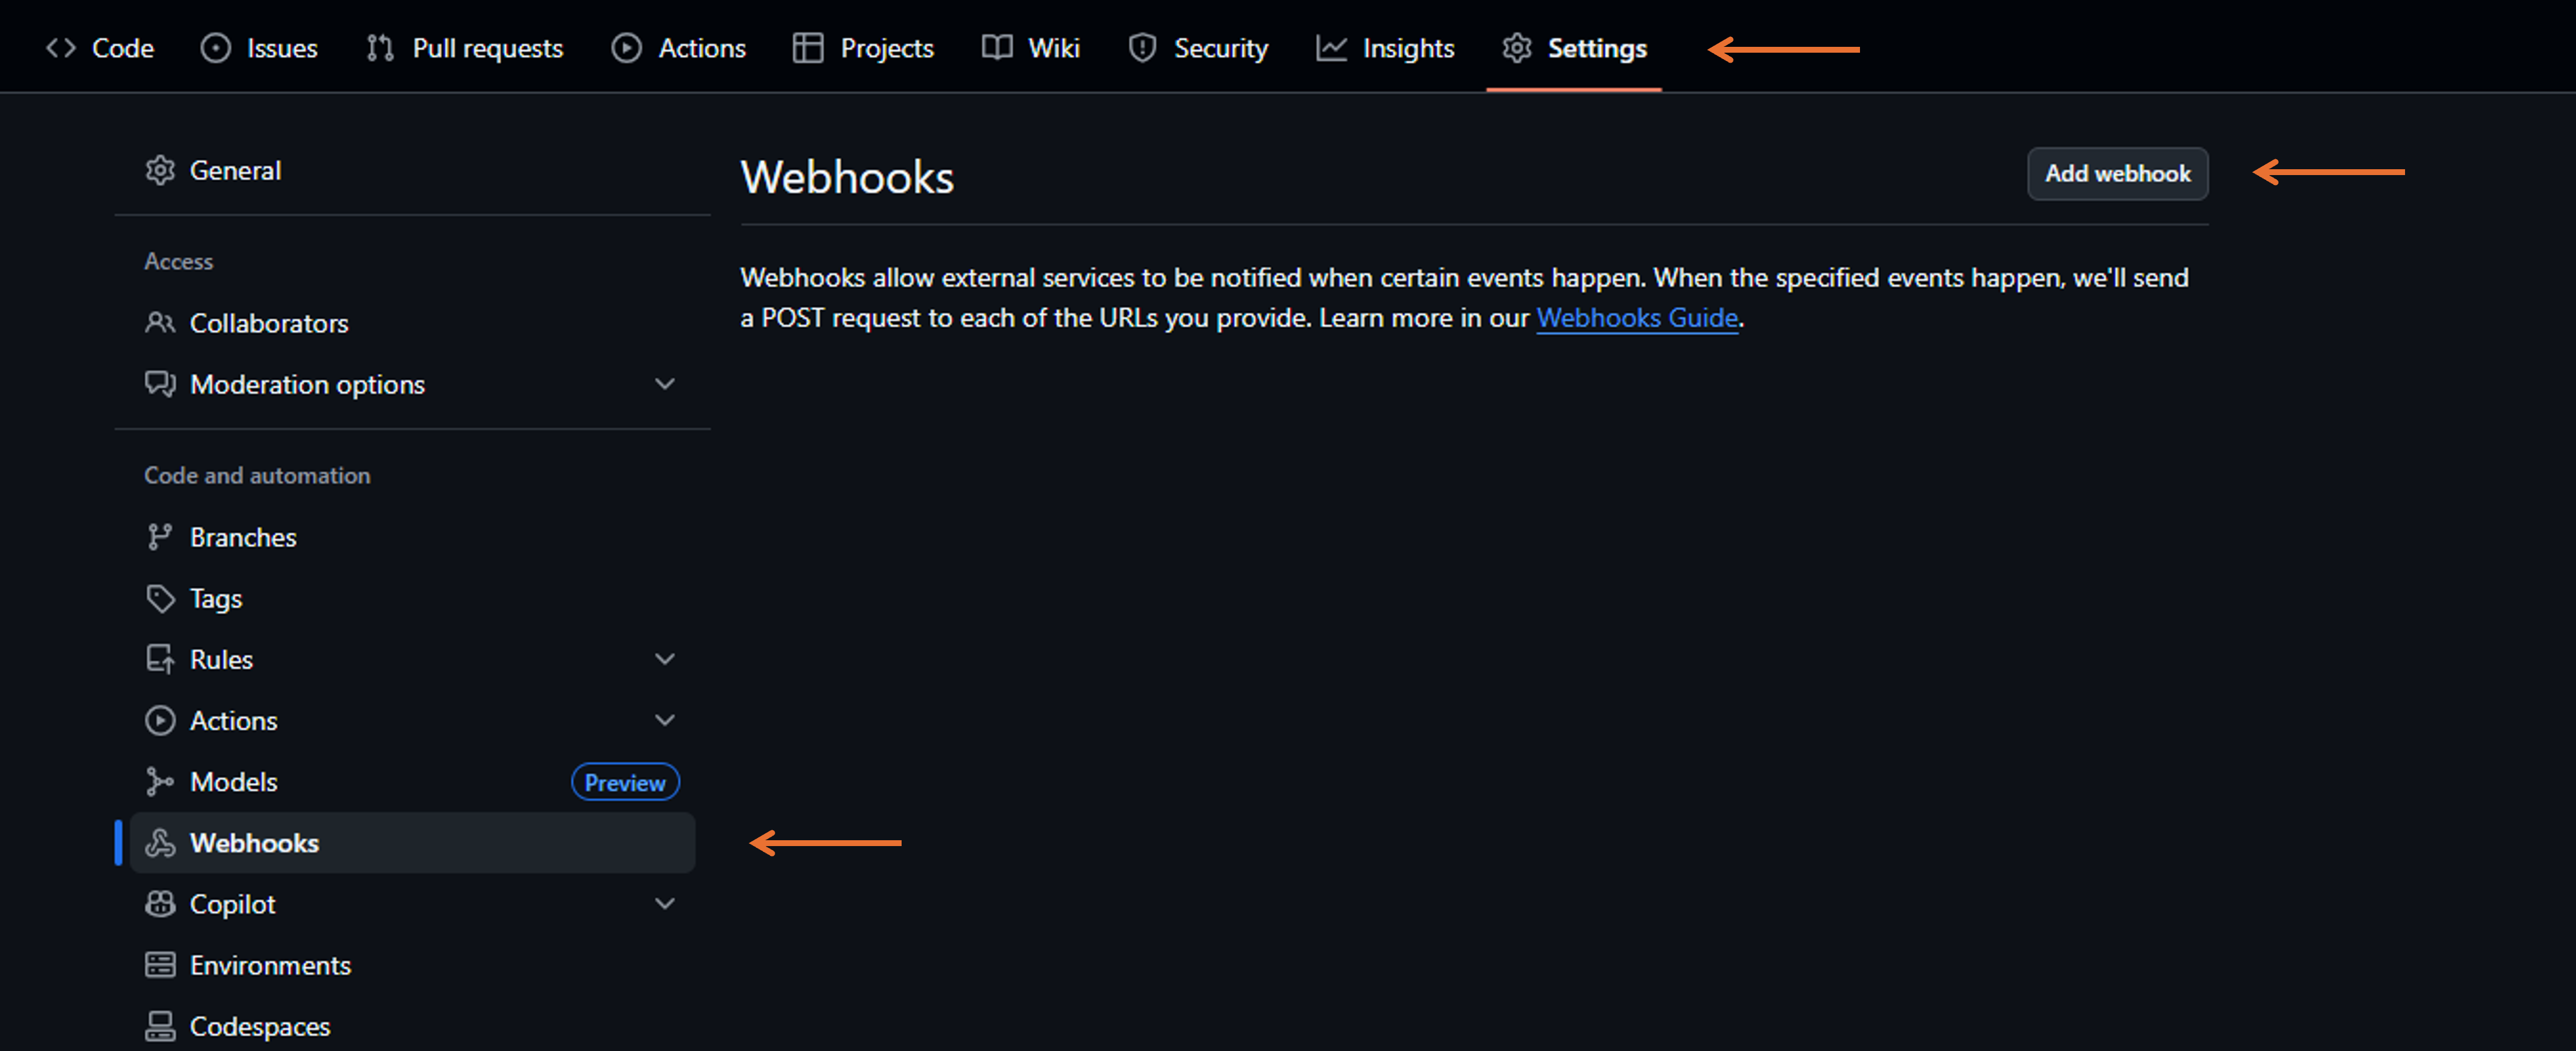 Code Issues Pull requests Actions Projects Wiki Security Insights Settings
General
Access
Collaborators
Moderation options
Code and automation
Branches
Tags
Rules
Actions
Models Preview
Webhooks
Copilot
Environments
Codespaces
Webhooks Add webhook
Webhooks allow external services to be notified when certain events happen. When the specified events happen, we'll send
a POST request to each of the URLs you provide. Learn more in our Webhooks Guide.